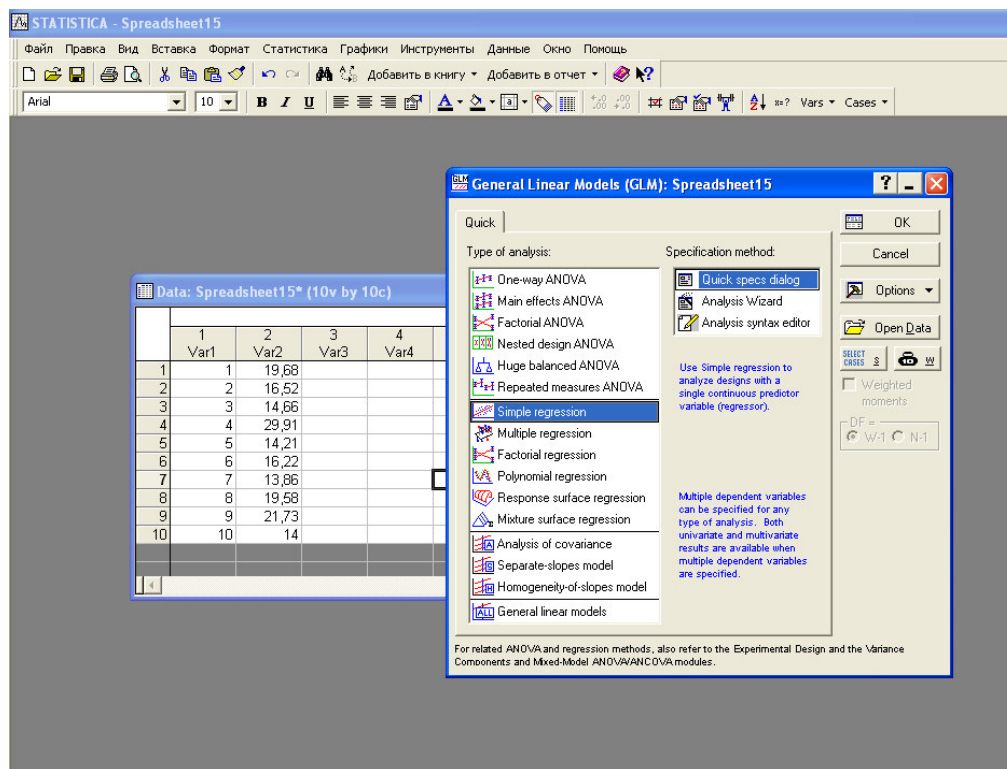 STATISTICA - Spreadsheet15
Файл Правка Вид Вставка Формат Статистика Графики Инструменты Данные Окно Помощь
Добавить в книгу Добавить в отчет
Arial 10 B I U Vars Cases
Data: Spreadsheet15* (10v by 10c)
1 2 3 4
Var1 Var2 Var3 Var4
1 1 19,68
2 2 16,52
3 3 14,66
4 4 29,91
5 5 14,21
6 6 16,22
7 7 13,86
8 8 19,58
9 9 21,73
10 10 14
General Linear Models (GLM): Spreadsheet15
Quick
Type of analysis:
One-way ANOVA
Main effects ANOVA
Factorial ANOVA
Nested design ANOVA
Huge balanced ANOVA
Repeated measures ANOVA
Simple regression
Multiple regression
Factorial regression
Polynomial regression
Response surface regression
Mixture surface regression
Analysis of covariance
Separate-slopes model
Homogeneity-of-slopes model
General linear models
Specification method:
Quick specs dialog
Analysis Wizard
Analysis syntax editor
Use Simple regression to
analyze designs with a
single continuous predictor
variable (regressor).
Multiple dependent variables
can be specified for any
type of analysis. Both
univariate and multivariate
results are available when
multiple dependent variables
are specified.
OK
Cancel
Options
Open Data
SELECT CASES S W
Weighted
moments
DF =
W-1 N-1
For related ANOVA and regression methods, also refer to the Experimental Design and the Variance
Components and Mixed-Model ANOVA/ANCOVA modules.